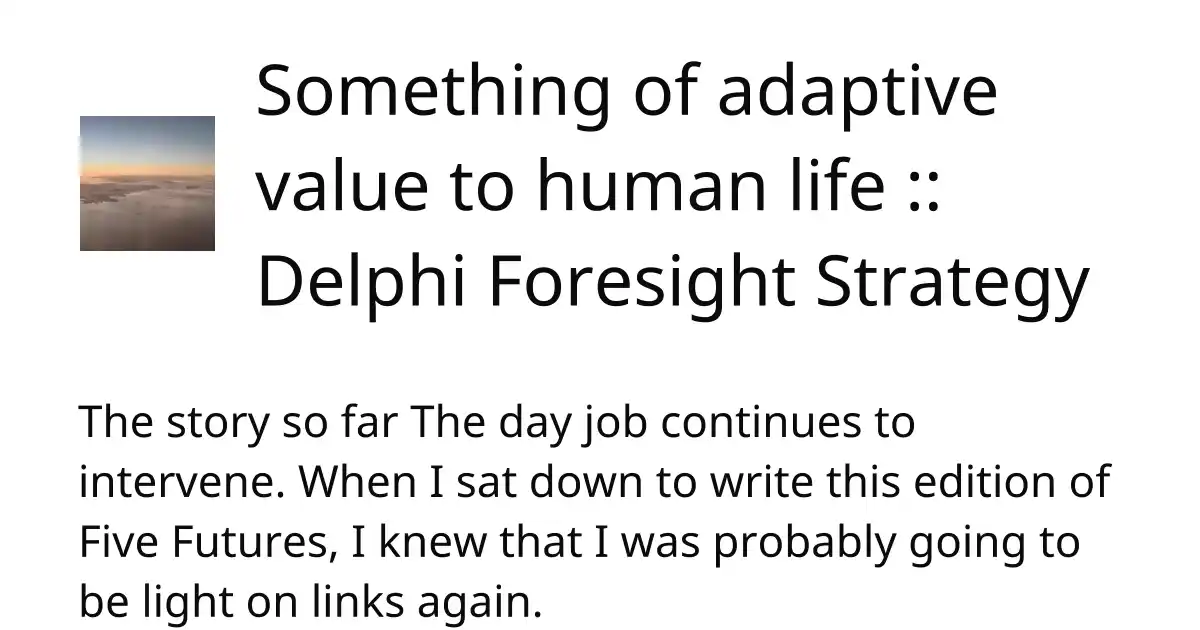 Something of adaptive
value to human life ::
Delphi Foresight Strategy
The story so far The day job continues to
intervene. When I sat down to write this edition of
Five Futures, I knew that I was probably going to
be light on links again.